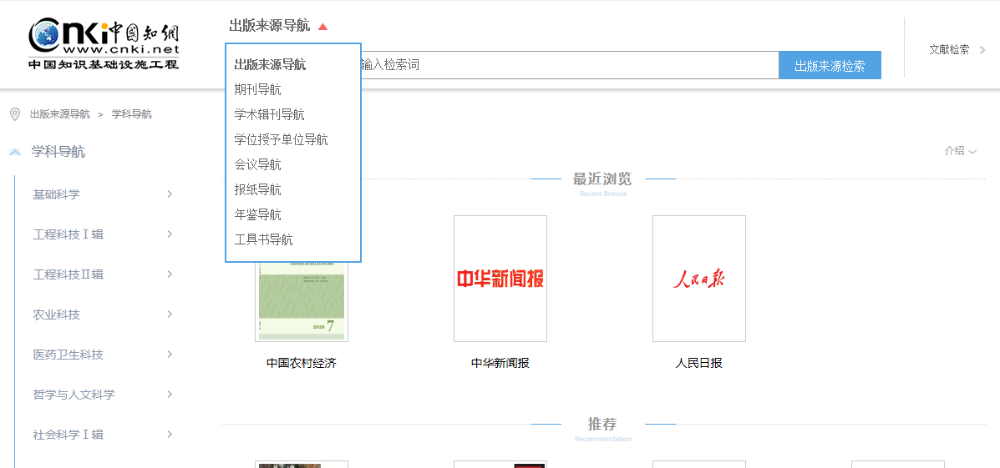 出版来源导航
Cnki中国知网
www.cnki.net
中国知识基础设施工程
出版来源导航
期刊导航
学术辑刊导航
学位授予单位导航
会议导航
报纸导航
年鉴导航
工具书导航
输入检索词
出版来源检索
文献检索 >
出版来源导航 > 学科导航
学科导航
介绍
基础科学
工程科技Ⅰ辑
工程科技Ⅱ辑
农业科技
医药卫生科技
哲学与人文科学
社会科学Ⅰ辑
最近浏览
Recent Browse
CHINESE RURAL ECONOMY
2020 7
中华新闻报
人民日报
中国农村经济
中华新闻报
人民日报
推荐
Recommendation